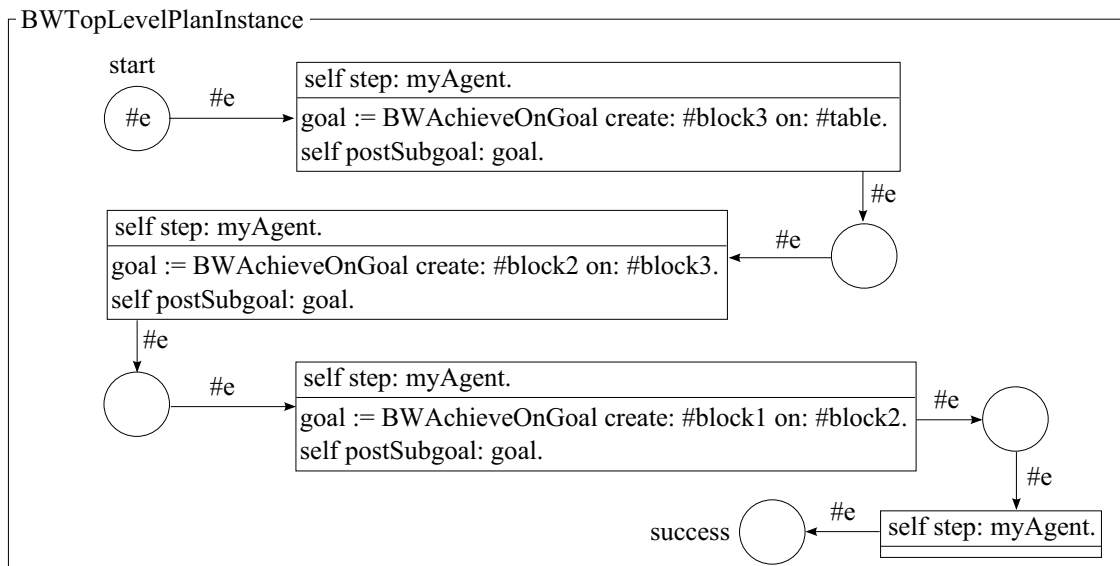 BWTopLevelPlanInstance
start
#e
#e
self step: myAgent.
goal := BWAchieveOnGoal create: #block3 on: #table.
self postSubgoal: goal.
#e
#e
self step: myAgent.
goal := BWAchieveOnGoal create: #block2 on: #block3.
self postSubgoal: goal.
#e
#e
self step: myAgent.
goal := BWAchieveOnGoal create: #block1 on: #block2.
self postSubgoal: goal.
#e
#e
self step: myAgent.
#e
success